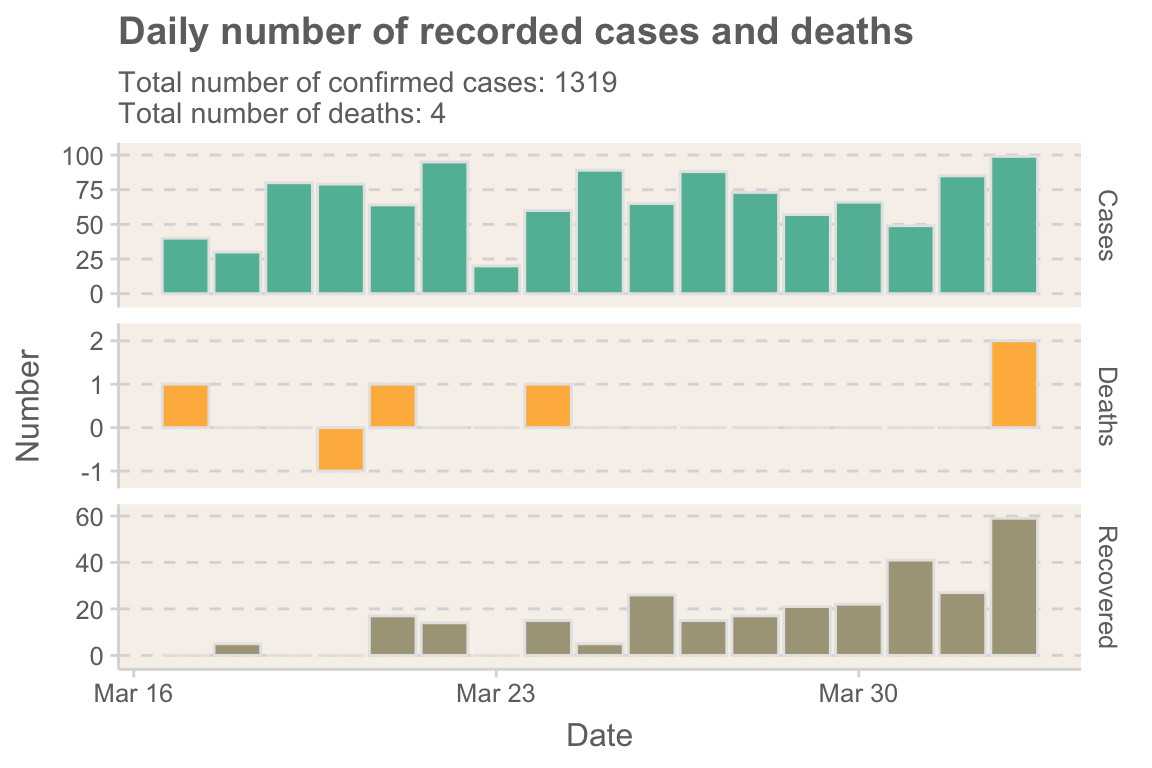 Daily number of recorded cases and deaths
Total number of confirmed cases: 1319
Total number of deaths: 4
100
75
50
25
0
Cases
2
1
0
-1
Deaths
60
40
20
0
Recovered
Number
Mar 16
Mar 23
Mar 30
Date